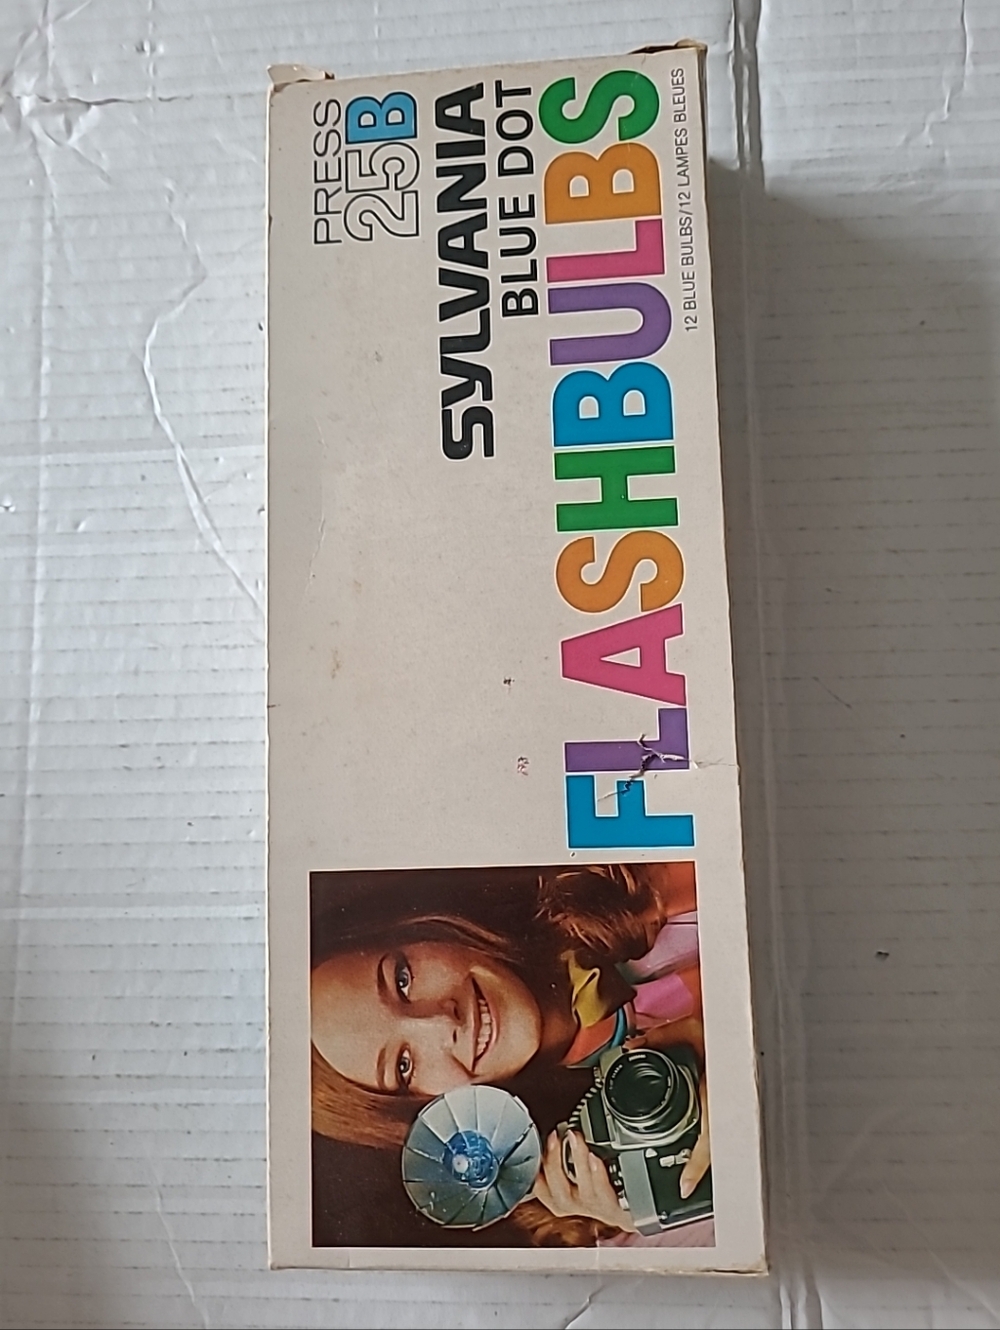 PRESS
25B
SYLVANIA
BLUE DOT
FLASHBULBS
12 BLUE BULBS/12 LAMPES BLEUES